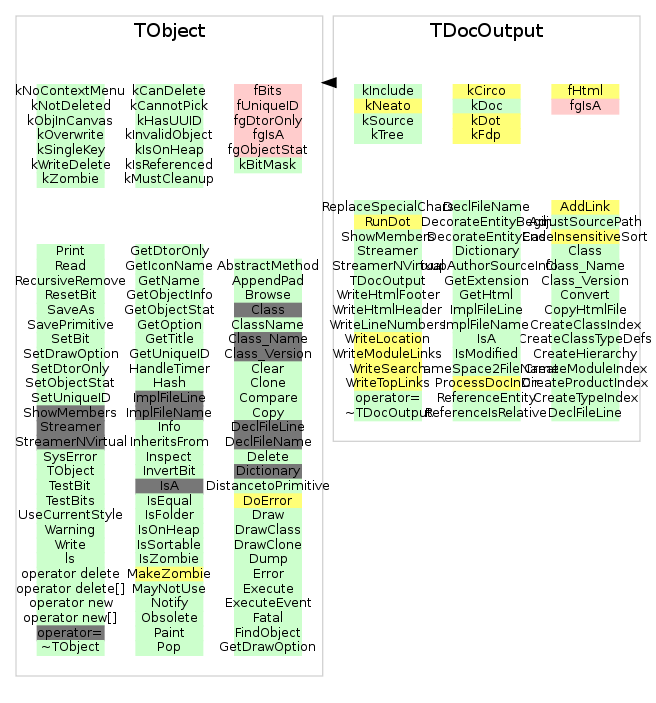 TObject
kNoContextMenu
kNotDeleted
kObjInCanvas
kOverwrite
kSingleKey
kWriteDelete
kZombie
kCanDelete
kCannotPick
kHasUUID
kInvalidObject
kIsOnHeap
kIsReferenced
kMustCleanup
fBits
fUniqueID
fgDtorOnly
fgIsA
fgObjectStat
kBitMask
Print
Read
RecursiveRemove
ResetBit
SaveAs
SavePrimitive
SetBit
SetDrawOption
SetDtorOnly
SetObjectStat
SetUniqueID
ShowMembers
Streamer
StreamerNVirtual
SysError
TObject
TestBit
TestBits
UseCurrentStyle
Warning
Write
ls
operator delete
operator delete[]
operator new
operator new[]
operator=
~TObject
GetDtorOnly
GetIconName
GetName
GetObjectInfo
GetObjectStat
GetOption
GetTitle
GetUniqueID
HandleTimer
Hash
ImplFileLine
ImplFileName
Info
InheritsFrom
Inspect
InvertBit
IsA
IsEqual
IsFolder
IsOnHeap
IsSortable
IsZombie
MakeZombie
MayNotUse
Notify
Obsolete
Paint
Pop
AbstractMethod
AppendPad
Browse
Class
ClassName
Class_Name
Class_Version
Clear
Clone
Compare
Copy
DeclFileLine
DeclFileName
Delete
Dictionary
DistancetoPrimitive
DoError
Draw
DrawClass
DrawClone
Dump
Error
Execute
ExecuteEvent
Fatal
FindObject
GetDrawOption
TDocOutput
kInclude
kNeato
kSource
kTree
kCirco
kDoc
kDot
kFdp
fHtml
fgIsA
ReplaceSpecialChars
RunDot
ShowMembers
Streamer
StreamerNVirtual
TDocOutput
WriteHtmlFooter
WriteHtmlHeader
WriteLineNumbers
WriteLocation
WriteModuleLinks
WriteSearch
WriteTopLinks
operator=
~TDocOutput
DeclFileName
DecorateEntityBegin
DecorateEntityEnd
Dictionary
FixupAuthorSourceInfo
GetExtension
GetHtml
ImplFileLine
ImplFileName
IsA
IsModified
NameSpace2FileName
ProcessDocInDir
ReferenceEntity
ReferenceIsRelative
AddLink
AdjustSourcePath
CaseInsensitiveSort
Class
Class_Name
Class_Version
Convert
CopyHtmlFile
CreateClassIndex
CreateClassTypeDefs
CreateHierarchy
CreateModuleIndex
CreateProductIndex
CreateTypeIndex
DeclFileLine